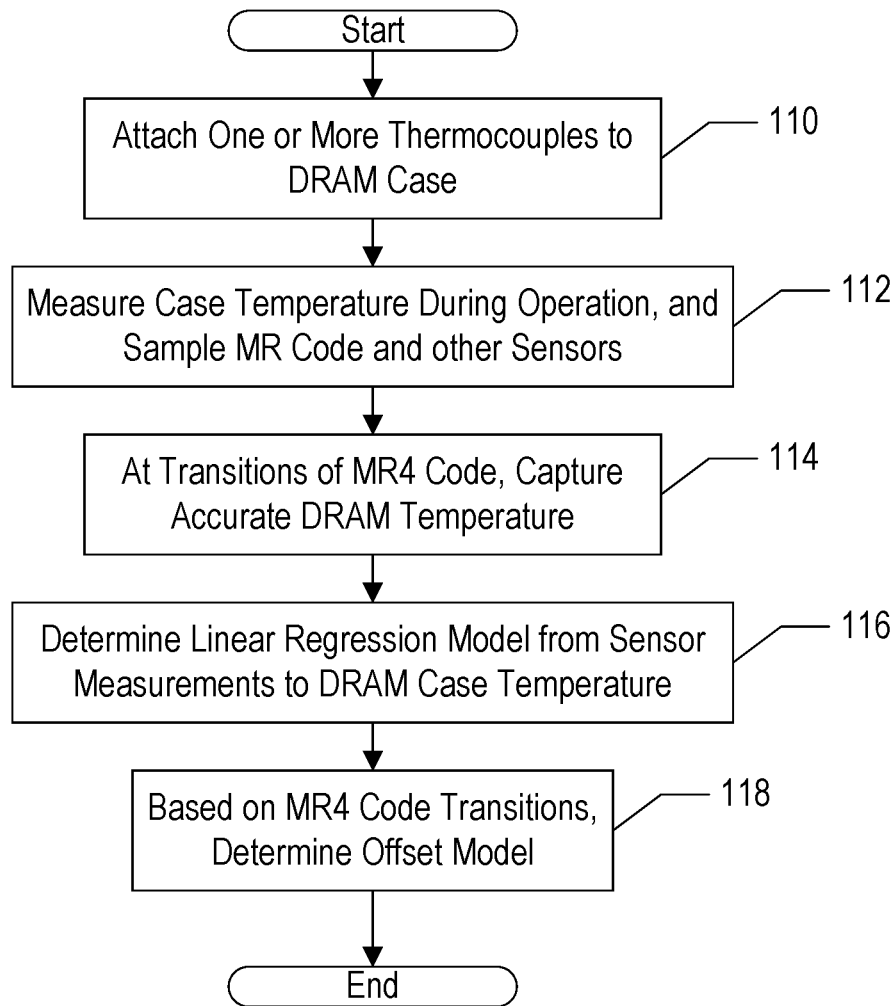 Start
Attach One or More Thermocouples to
DRAM Case
110
Measure Case Temperature During Operation, and
Sample MR Code and other Sensors
112
At Transitions of MR4 Code, Capture
Accurate DRAM Temperature
114
Determine Linear Regression Model from Sensor
Measurements to DRAM Case Temperature
116
Based on MR4 Code Transitions,
Determine Offset Model
118
End